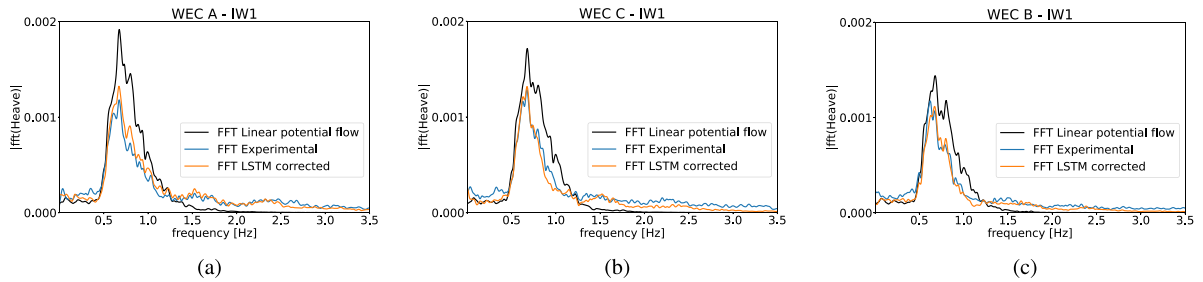 WEC A - IW1
|fft(Heave)|
0.002
0.001
0.000
FFT Linear potential flow
FFT Experimental
FFT LSTM corrected
0.5 1.0 1.5 2.0 2.5 3.0 3.5
frequency [Hz]
(a)
WEC C - IW1
|fft(Heave)|
0.002
0.001
0.000
FFT Linear potential flow
FFT Experimental
FFT LSTM corrected
0.5 1.0 1.5 2.0 2.5 3.0 3.5
frequency [Hz]
(b)
WEC B - IW1
|fft(Heave)|
0.002
0.001
0.000
FFT Linear potential flow
FFT Experimental
FFT LSTM corrected
0.5 1.0 1.5 2.0 2.5 3.0 3.5
frequency [Hz]
(c)